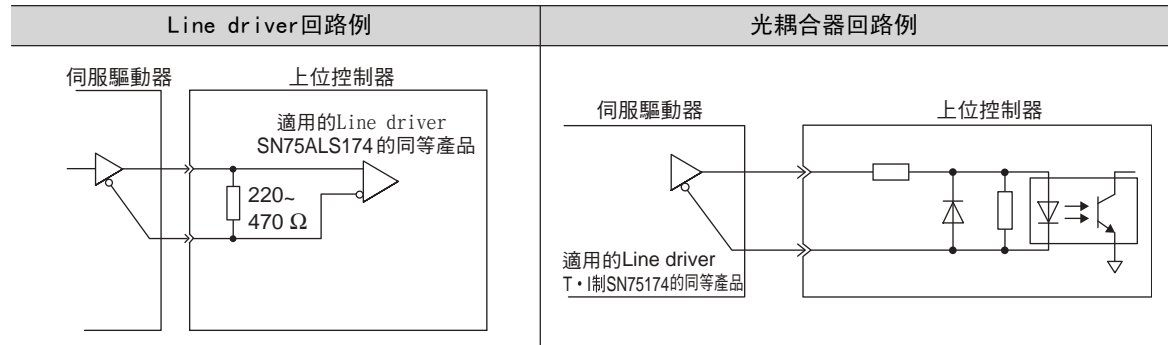 Line driver回路例
光耦合器回路例
伺服驅動器
上位控制器
適用的Line driver
SN75ALS174的同等產品
220~
470 Ω
伺服驅動器
上位控制器
適用的Line driver
T・I制SN75174的同等產品